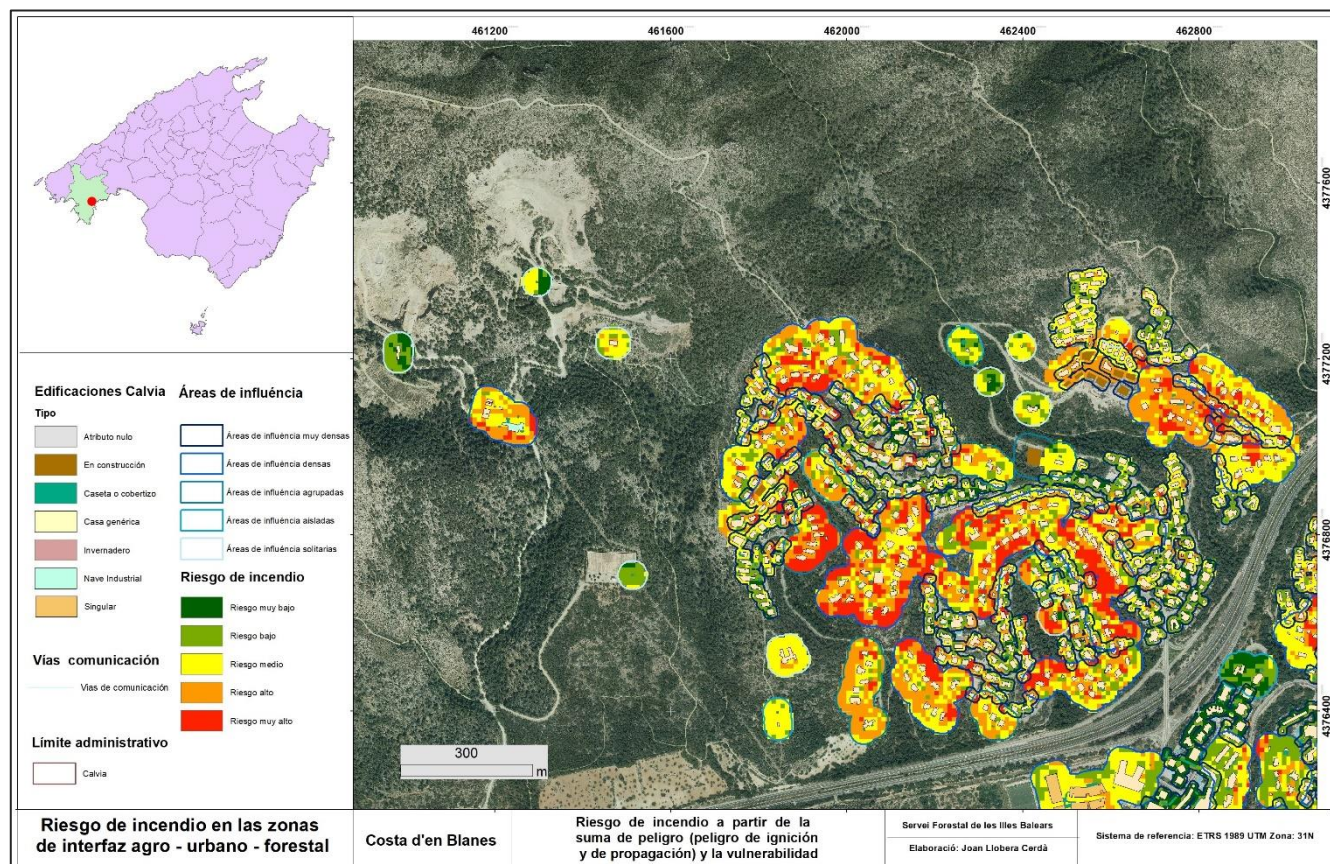 461200
461600
462000
462400
462800
4377600
4377200
4376800
4376400
Edificaciones Calvia
Tipo
Atributo nulo
En construcción
Caseta o cobertizo
Casa genérica
Invernadero
Nave Industrial
Singular
Vías comunicación
Vias de comunicación
Límite administrativo
Calvia
Áreas de influéncia
Áreas de influéncia muy densas
Áreas de influéncia densas
Áreas de influéncia agrupadas
Áreas de influéncia aisladas
Áreas de influéncia solitarias
Riesgo de incendio
Riesgo muy bajo
Riesgo bajo
Riesgo medio
Riesgo alto
Riesgo muy alto
300
m
Riesgo de incendio en las zonas
de interfaz agro - urbano - forestal
Costa d'en Blanes
Riesgo de incendio a partir de la
suma de peligro (peligro de ignición
y de propagación) y la vulnerabilidad
Servei Forestal de les Illes Balears
Elaboració: Joan Llobera Cerdà
Sistema de referencia: ETRS 1989 UTM Zona: 31N